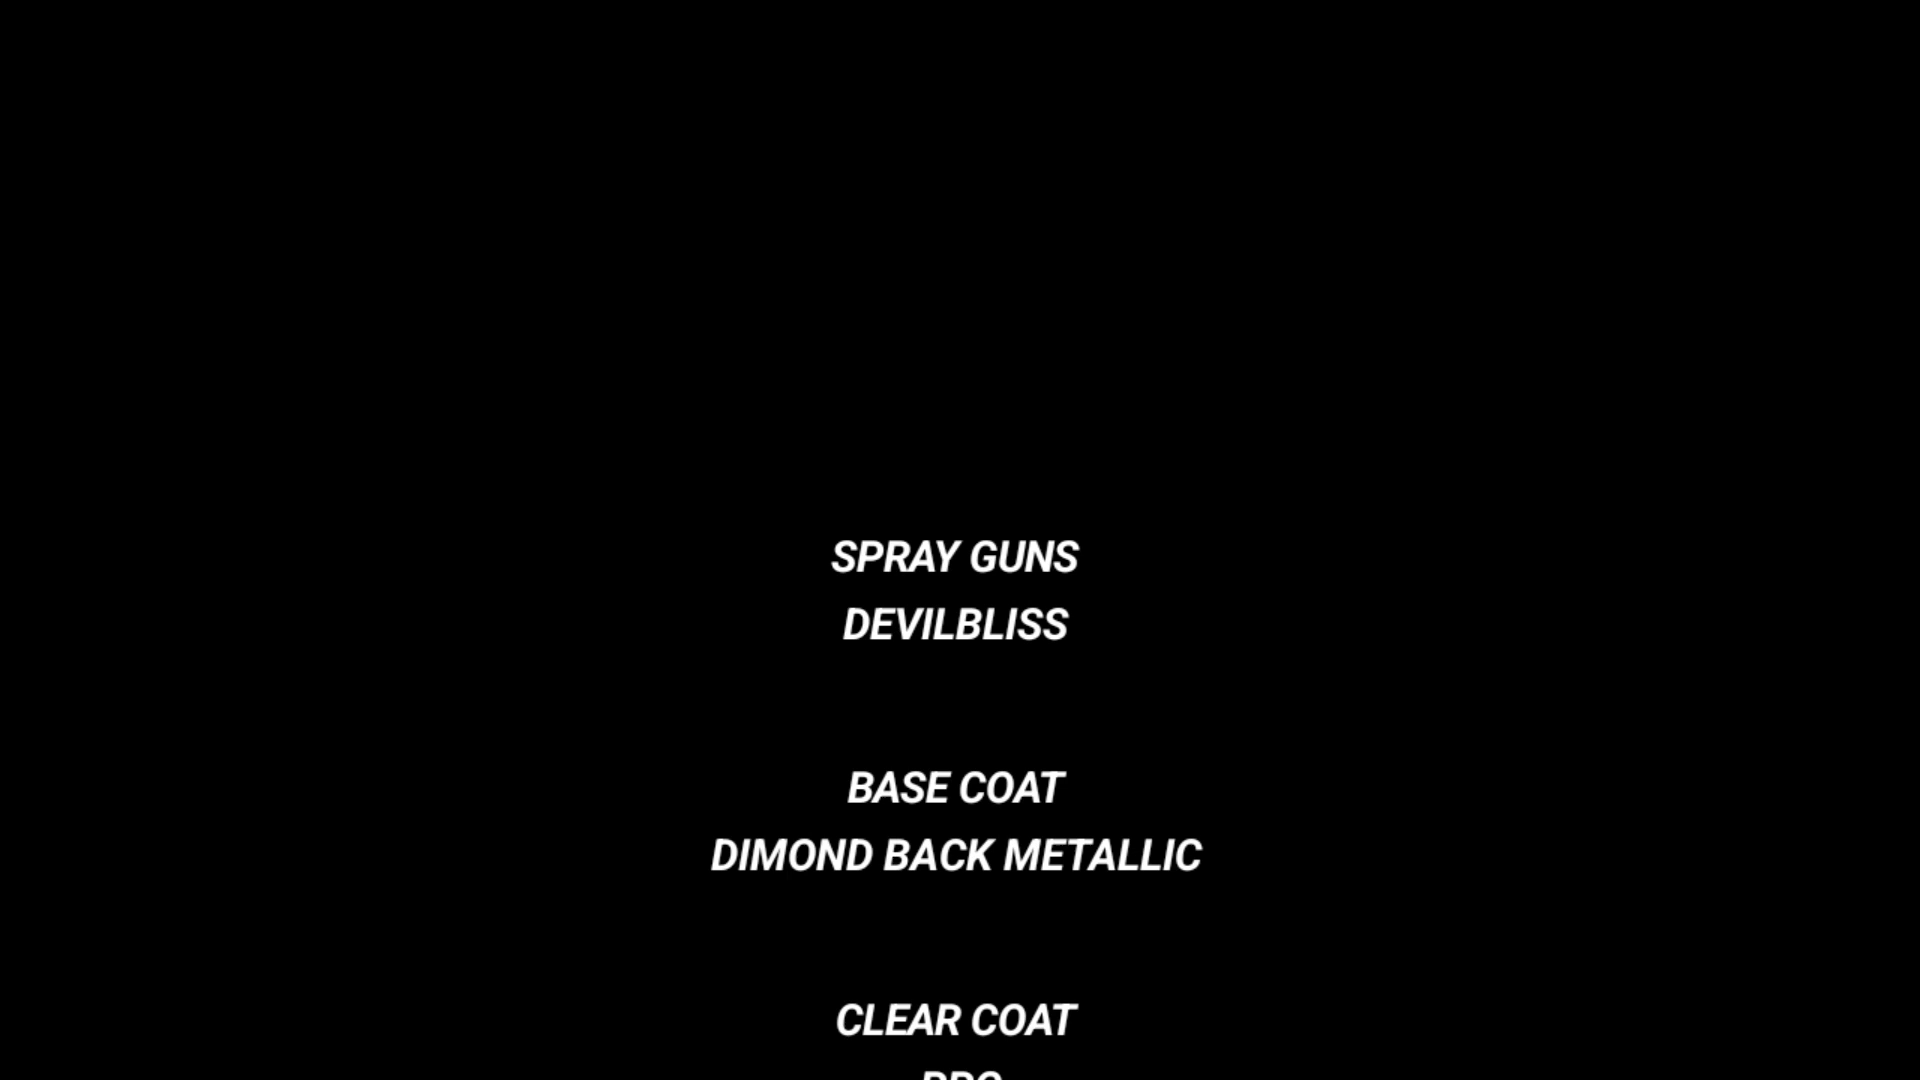 SPRAY GUNS
DEVILBLISS
BASE COAT
DIMOND BACK METALLIC
CLEAR COAT